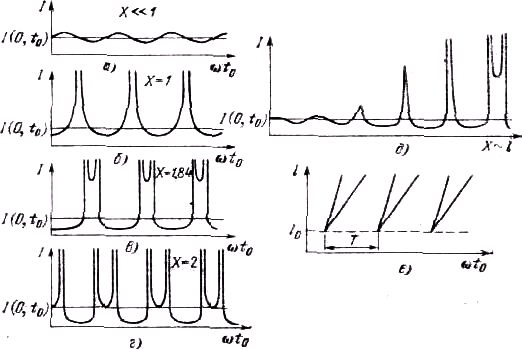 I
X ≪ 1
I(0, t₀)
ωt₀
а)
I
X=1
I(0, t₀)
ωt₀
б)
I
X=1,84
I(0, t₀)
ωt₀
в)
I
X=2
I(0, t₀)
ωt₀
г)
I
I(0, t₀)
X~l
д)
l
l₀
T
ωt₀
е)